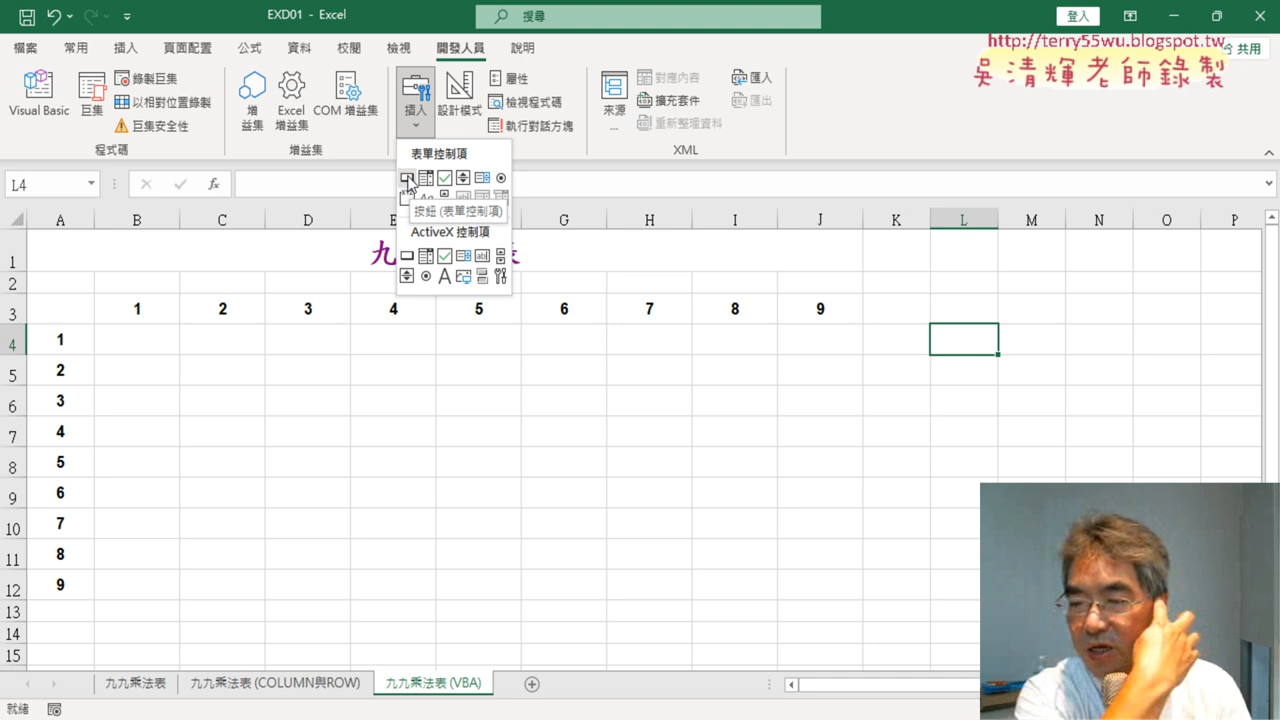 EXD01 - Excel
搜尋
登入
檔案 常用 插入 頁面配置 公式 資料 校閱 檢視 開發人員 說明
共用
http://terry55wu.blogspot.tw
吳清輝老師錄製
Visual Basic
巨集
錄製巨集
以相對位置錄製
巨集安全性
程式碼
增益集
Excel 增益集
COM 增益集
增益集
插入
設計模式
屬性
檢視程式碼
執行對話方塊
來源
...
對應內容
擴充套件
重新整理資料
匯入
匯出
XML
表單控制項
按鈕 (表單控制項)
ActiveX 控制項
L4
fx
A B C D E F G H I J K L M N O P
1 九 表
2
3 1 2 3 4 5 6 7 8 9
4 1
5 2
6 3
7 4
8 5
9 6
10 7
11 8
12 9
13
14
15
九九乘法表 九九乘法表 (COLUMN與ROW) 九九乘法表 (VBA)
就緒